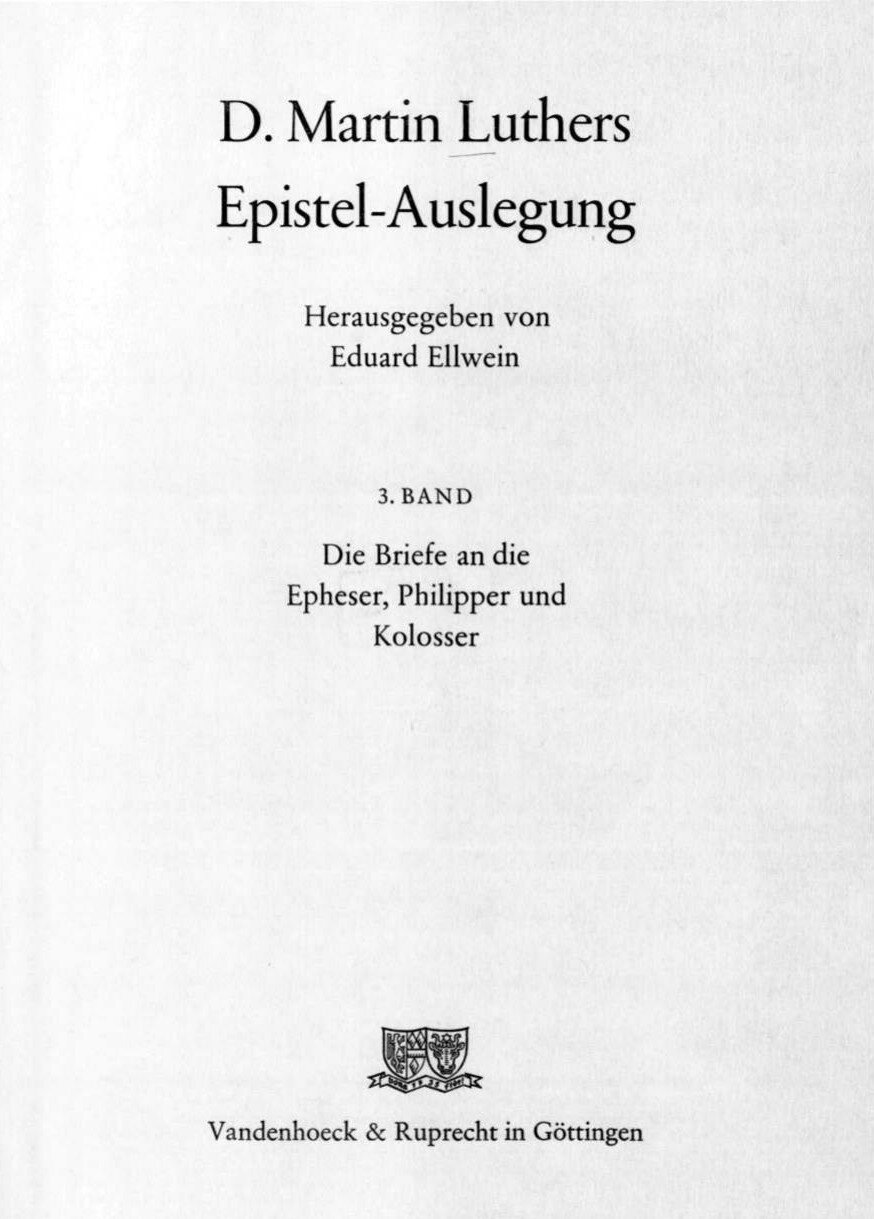 D. Martin Luthers
Epistel-Auslegung
Herausgegeben von
Eduard Ellwein
3. BAND
Die Briefe an die
Epheser, Philipper und
Kolosser
Vandenhoeck & Ruprecht in Göttingen